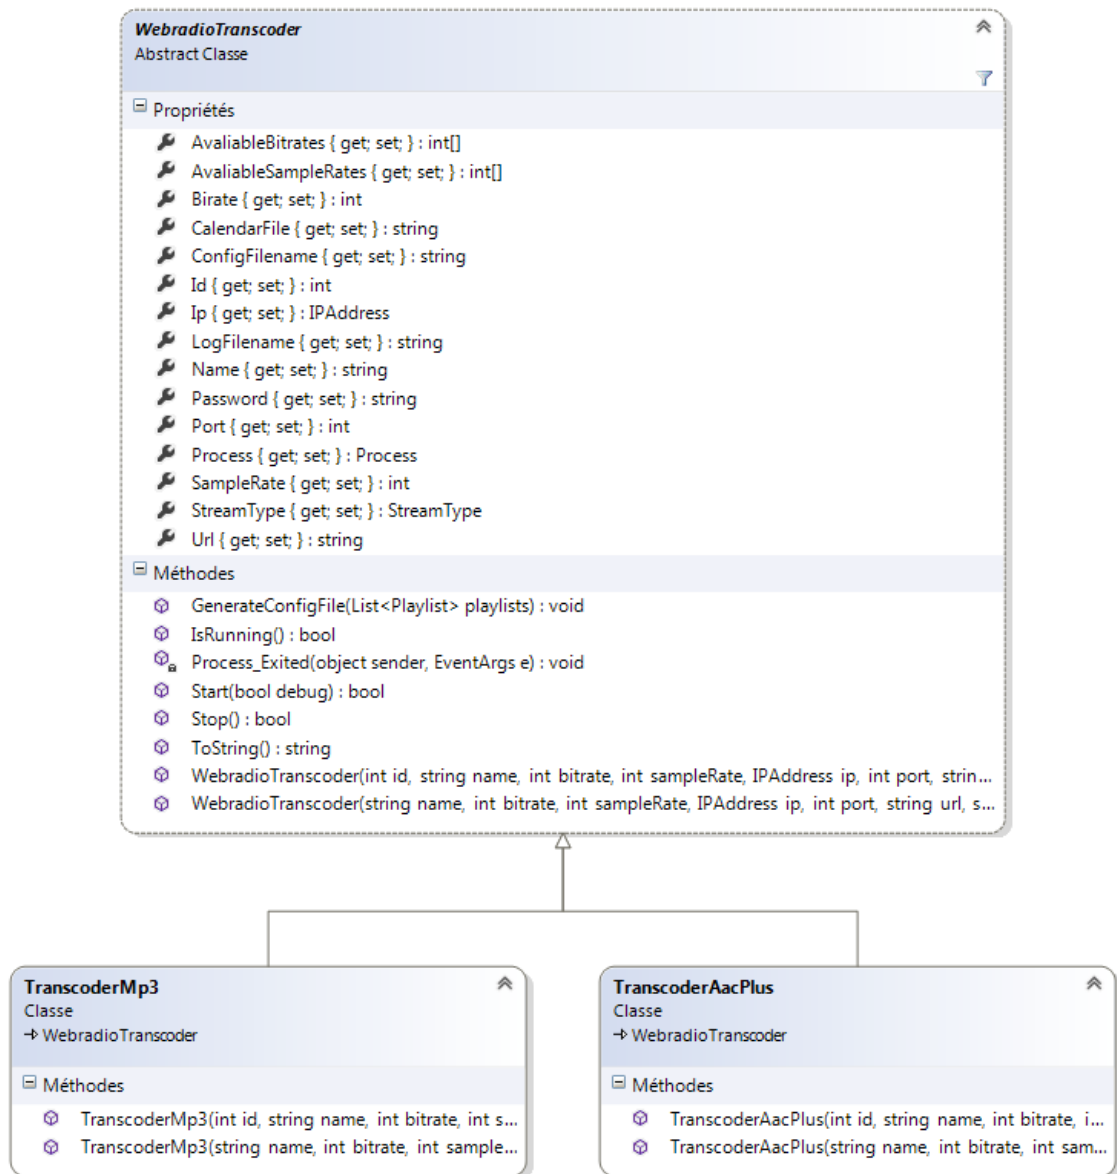 WebradioTranscoder
Abstract Classe
Propriétés
AvaliableBitrates { get; set; } : int[]
AvaliableSampleRates { get; set; } : int[]
Birate { get; set; } : int
CalendarFile { get; set; } : string
ConfigFilename { get; set; } : string
Id { get; set; } : int
Ip { get; set; } : IPAddress
LogFilename { get; set; } : string
Name { get; set; } : string
Password { get; set; } : string
Port { get; set; } : int
Process { get; set; } : Process
SampleRate { get; set; } : int
StreamType { get; set; } : StreamType
Url { get; set; } : string
Méthodes
GenerateConfigFile(List<Playlist> playlists) : void
IsRunning() : bool
Process_Exited(object sender, EventArgs e) : void
Start(bool debug) : bool
Stop() : bool
ToString() : string
WebradioTranscoder(int id, string name, int bitrate, int sampleRate, IPAddress ip, int port, strin...
WebradioTranscoder(string name, int bitrate, int sampleRate, IPAddress ip, int port, string url, s...
TranscoderMp3
Classe
WebradioTranscoder
Méthodes
TranscoderMp3(int id, string name, int bitrate, int s...
TranscoderMp3(string name, int bitrate, int sample...
TranscoderAacPlus
Classe
WebradioTranscoder
Méthodes
TranscoderAacPlus(int id, string name, int bitrate, i...
TranscoderAacPlus(string name, int bitrate, int sam...